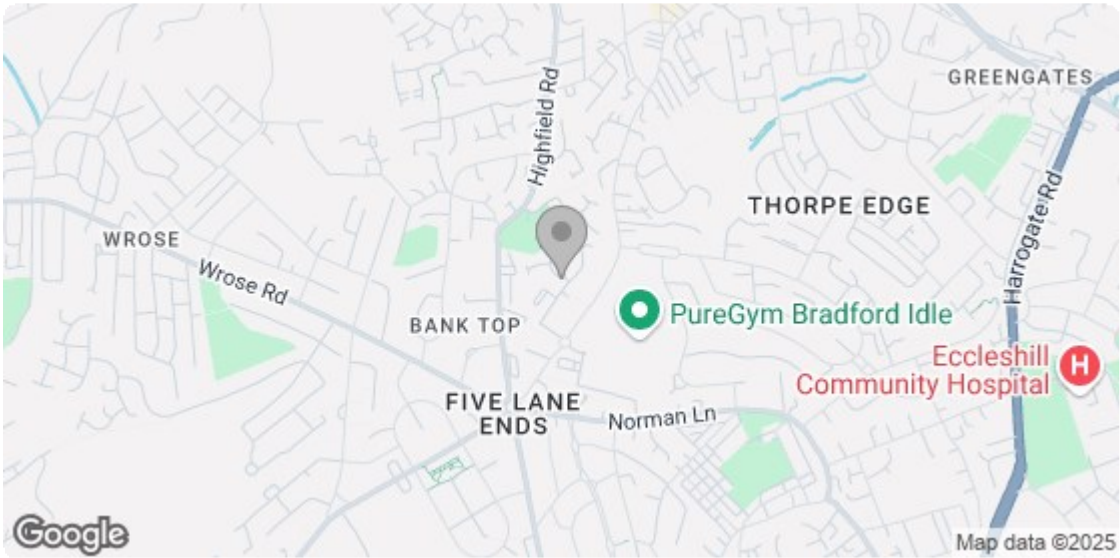 GREENGATES
Highfield Rd
THORPE EDGE
Harrogate Rd
WROSE
Wrose Rd
PureGym Bradford Idle
BANK TOP
Eccleshill
Community Hospital
H
FIVE LANE
ENDS
Norman Ln
Google
Map data ©2025